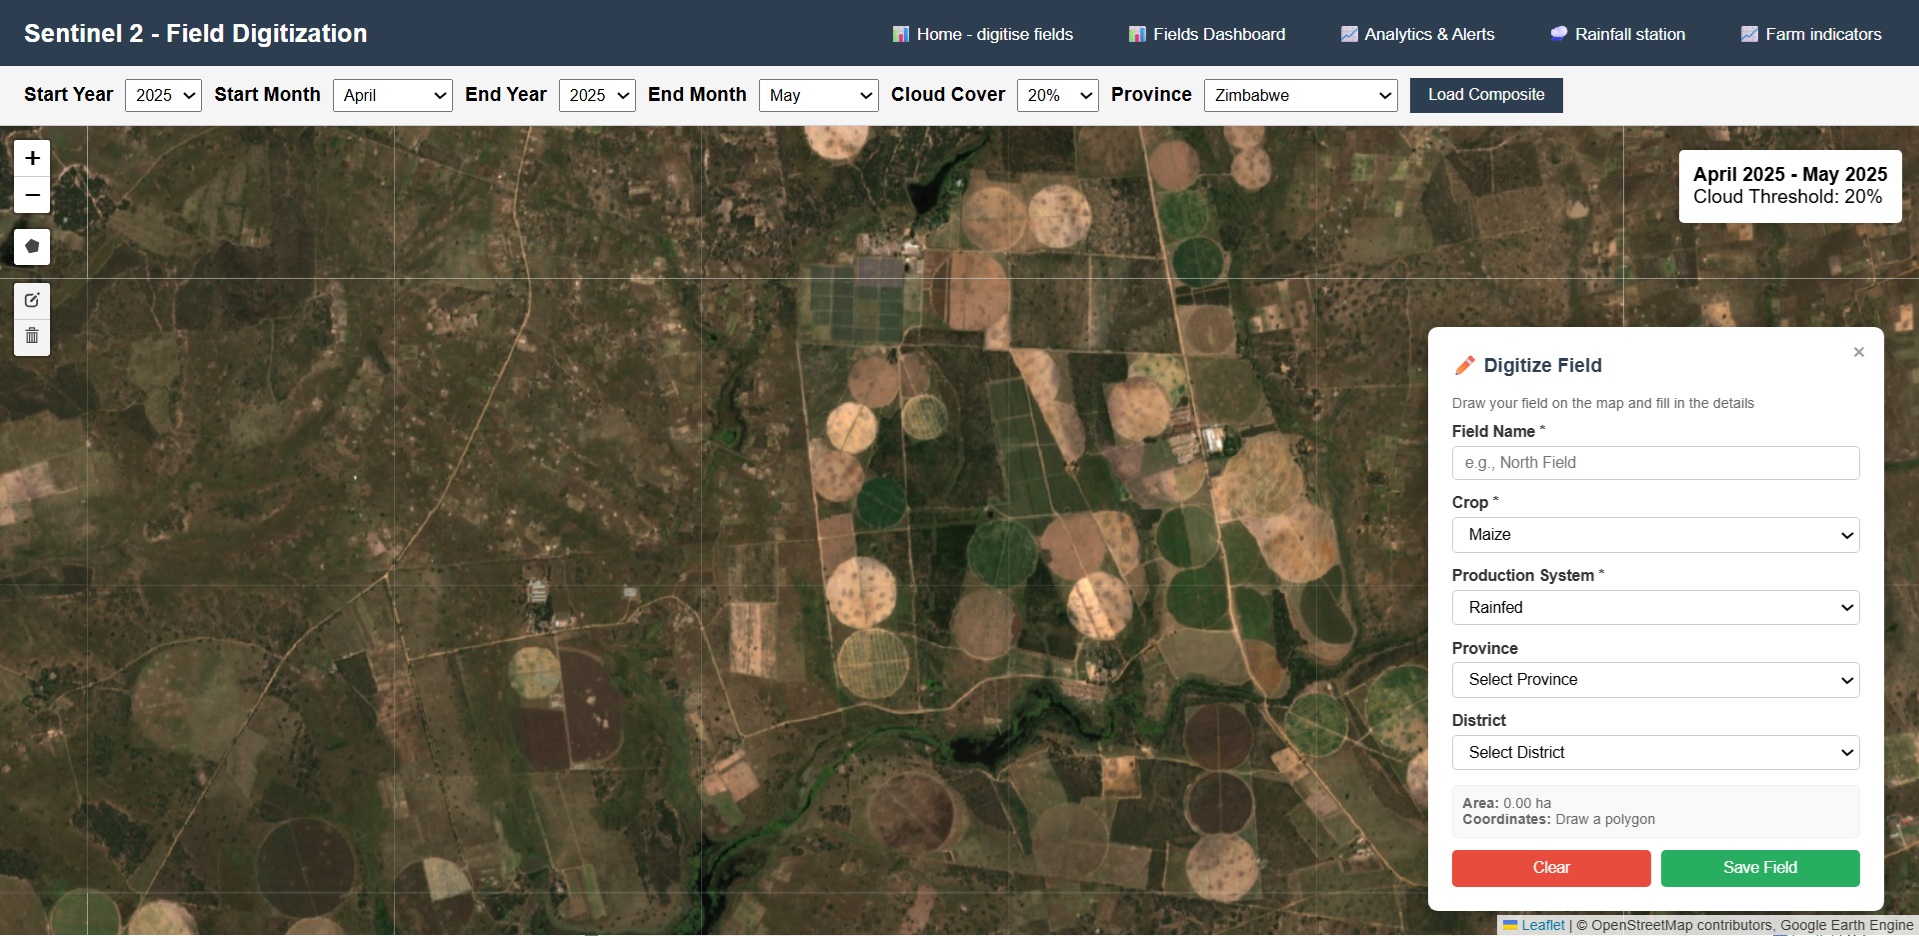 Sentinel 2 - Field Digitization
Home - digitise fields
Fields Dashboard
Analytics & Alerts
Rainfall station
Farm indicators
Start Year 2025 Start Month April End Year 2025 End Month May Cloud Cover 20% Province Zimbabwe Load Composite
+
−
April 2025 - May 2025
Cloud Threshold: 20%
×
Digitize Field
Draw your field on the map and fill in the details
Field Name *
e.g., North Field
Crop *
Maize
Production System *
Rainfed
Province
Select Province
District
Select District
Area: 0.00 ha
Coordinates: Draw a polygon
Clear
Save Field
Leaflet | © OpenStreetMap contributors, Google Earth Engine